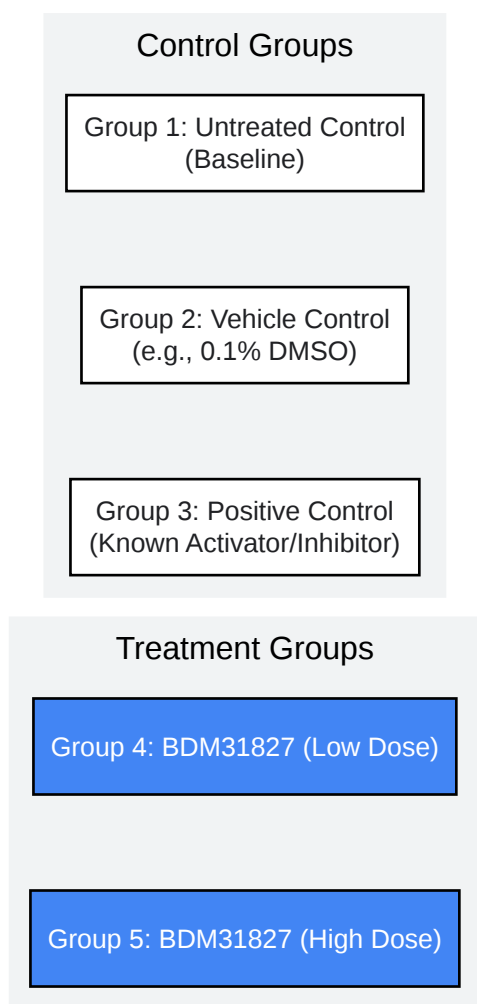 Control Groups
Group 1: Untreated Control
(Baseline)
Group 2: Vehicle Control
(e.g., 0.1% DMSO)
Group 3: Positive Control
(Known Activator/Inhibitor)
Treatment Groups
Group 4: BDM31827 (Low Dose)
Group 5: BDM31827 (High Dose)